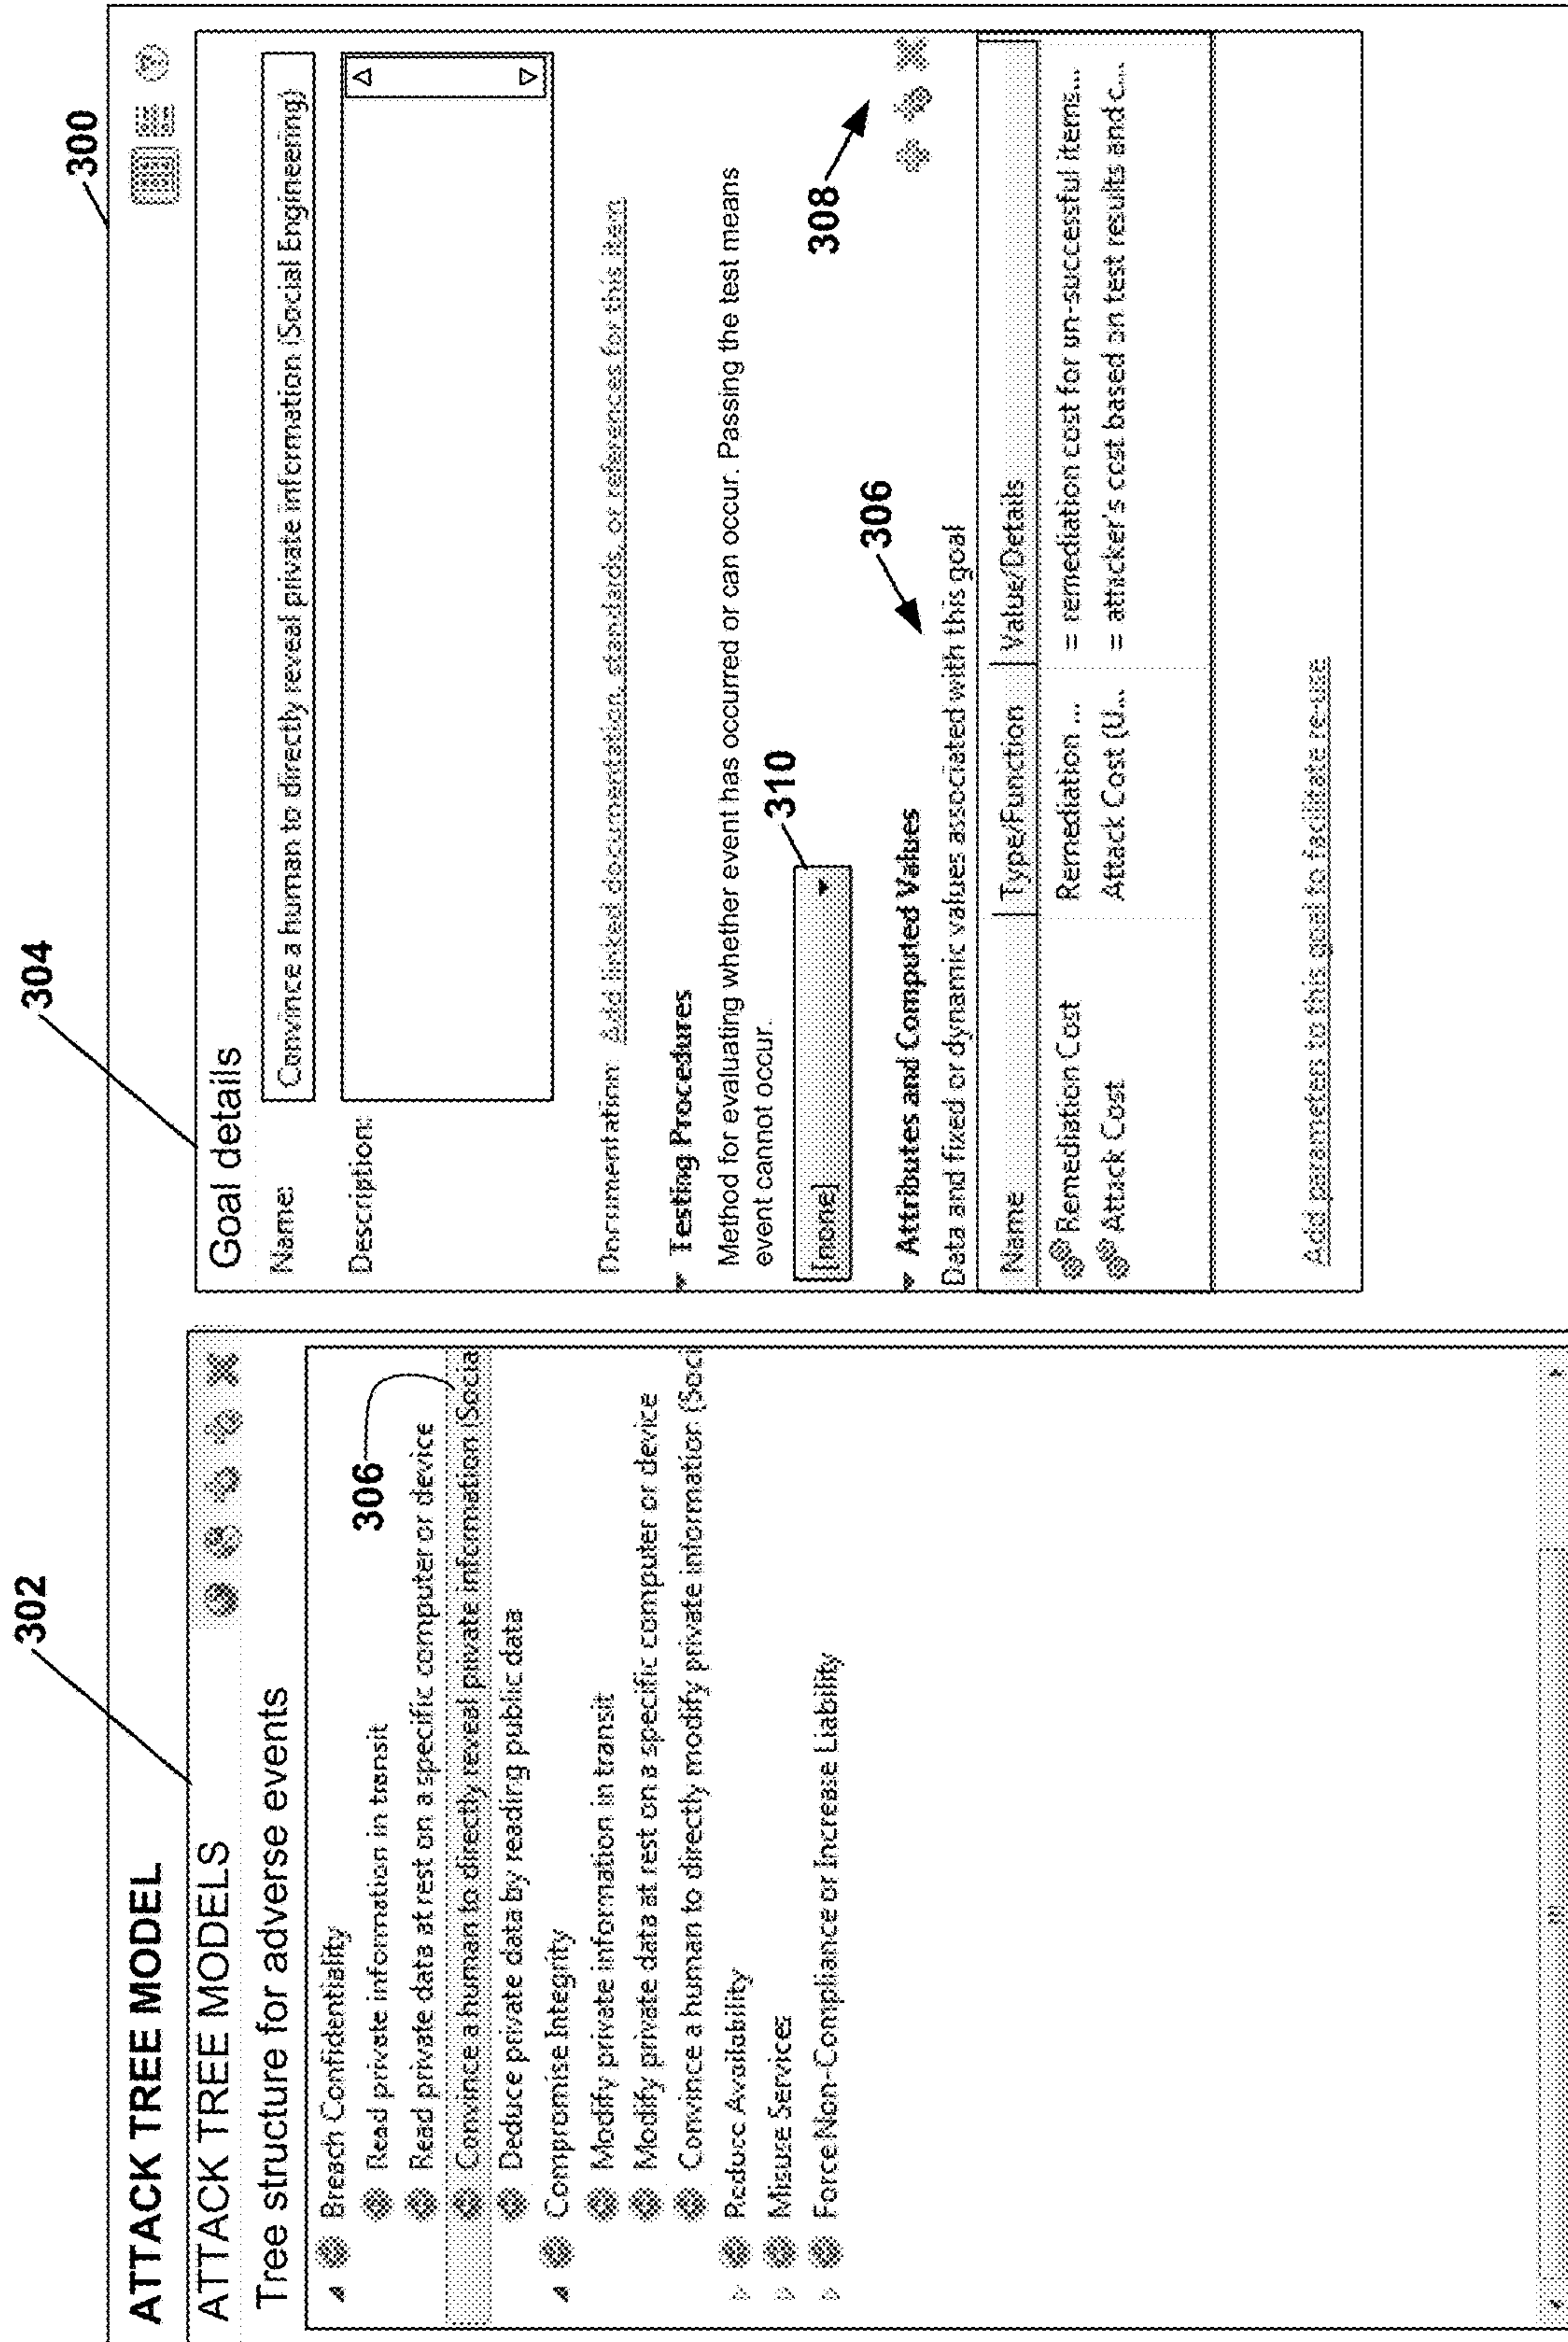 300
302
304
ATTACK TREE MODEL
ATTACK TREE MODELS
Tree structure for adverse events
Breach Confidentiality
Read private information in transit
Read private data at rest on a specific computer or device
306
Convince a human to directly reveal private information (Socia
Deduce private data by reading public data
Compromise Integrity
Modify private information in transit
Modify private data at rest on a specific computer or device
Convince a human to directly modify private information (Soci
Reduce Availability
Misuse Services
Force Non-Compliance or Increase Liability
?
Goal details
Name: Convince a human to directly reveal private information (Social Engineering)
Description:
Documentation: Add linked documentation, standards, or references for this item
Testing Procedures
Method for evaluating whether event has occurred or can occur. Passing the test means
event cannot occur.
310
308
[none]
306
Attributes and Computed Values
Data and fixed or dynamic values associated with this goal
Name Type/Function Value/Details
Remediation Cost Remediation ... = remediation cost for un-successful items...
Attack Cost Attack Cost (U... = attacker's cost based on test results and c...
Add parameters to this goal to facilitate re-use